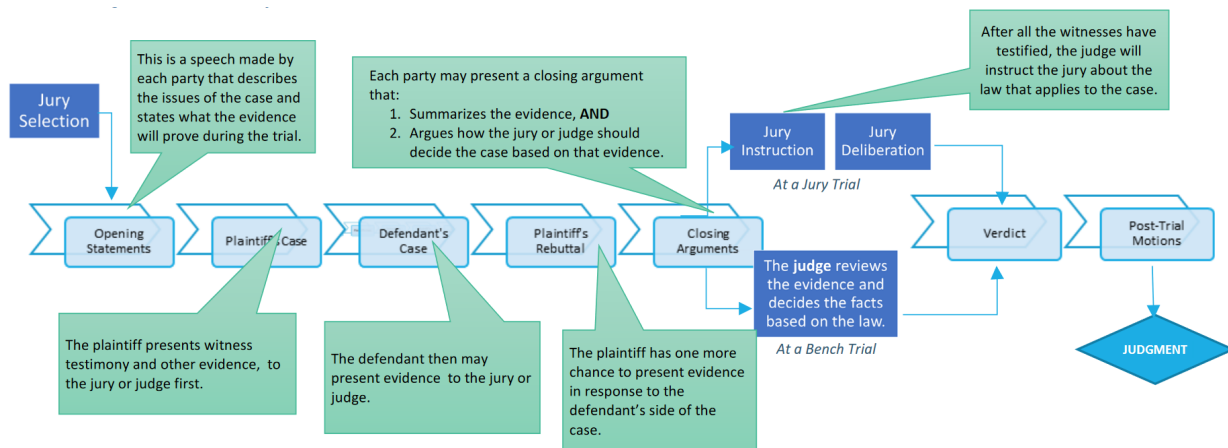 Jury
Selection
This is a speech made by
each party that describes
the issues of the case and
states what the evidence
will prove during the trial.
Each party may present a closing argument
that:
1. Summarizes the evidence, AND
2. Argues how the jury or judge should
decide the case based on that evidence.
After all the witnesses have
testified, the judge will
instruct the jury about the
law that applies to the case.
Jury
Instruction
Jury
Deliberation
At a Jury Trial
Opening
Statements
Plaintiff's Case
Defendant's
Case
Plaintiff's
Rebuttal
Closing
Arguments
Verdict
Post-Trial
Motions
The judge reviews
the evidence and
decides the facts
based on the law.
At a Bench Trial
The plaintiff presents witness
testimony and other evidence, to
the jury or judge first.
The defendant then may
present evidence to the jury or
judge.
The plaintiff has one more
chance to present evidence
in response to the
defendant's side of the
case.
JUDGMENT